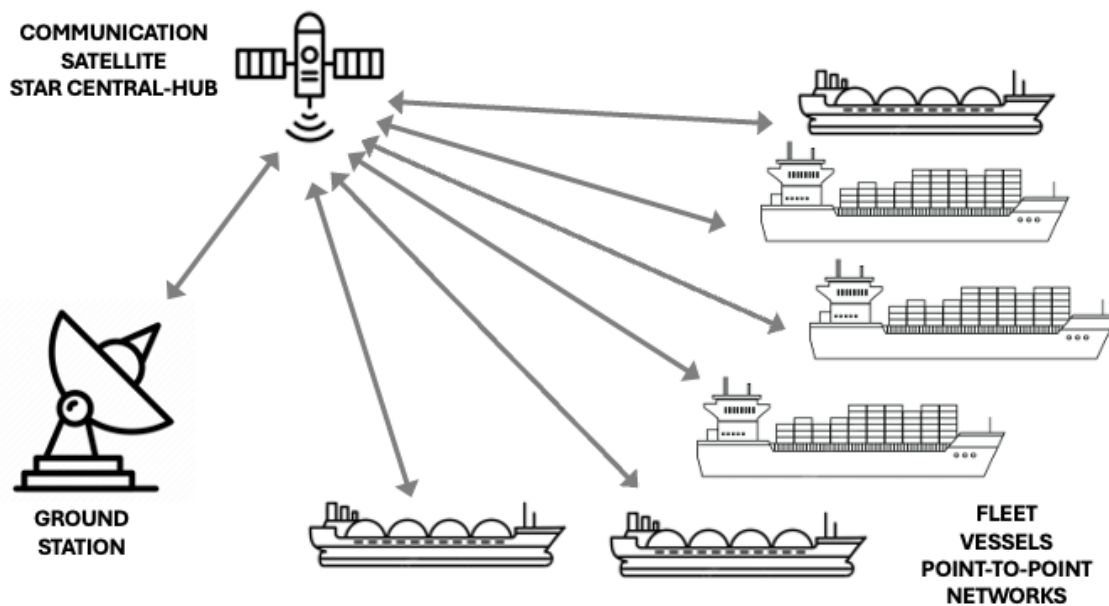 COMMUNICATION
SATELLITE
STAR CENTRAL-HUB
GROUND
STATION
FLEET
VESSELS
POINT-TO-POINT
NETWORKS